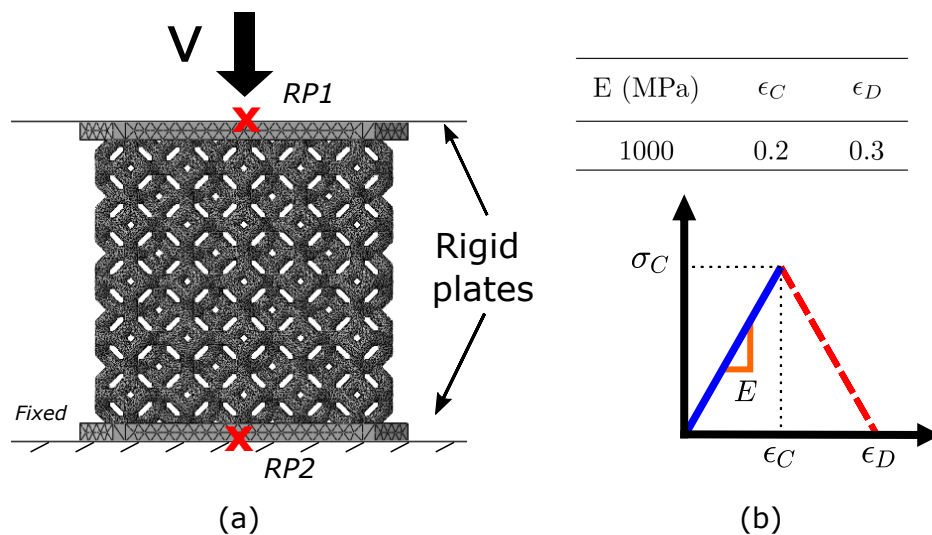 V
RP1
Rigid
plates
Fixed
RP2
(a)
E (MPa) ϵ_C ϵ_D
1000 0.2 0.3
σ_C
E
ϵ_C ϵ_D
(b)